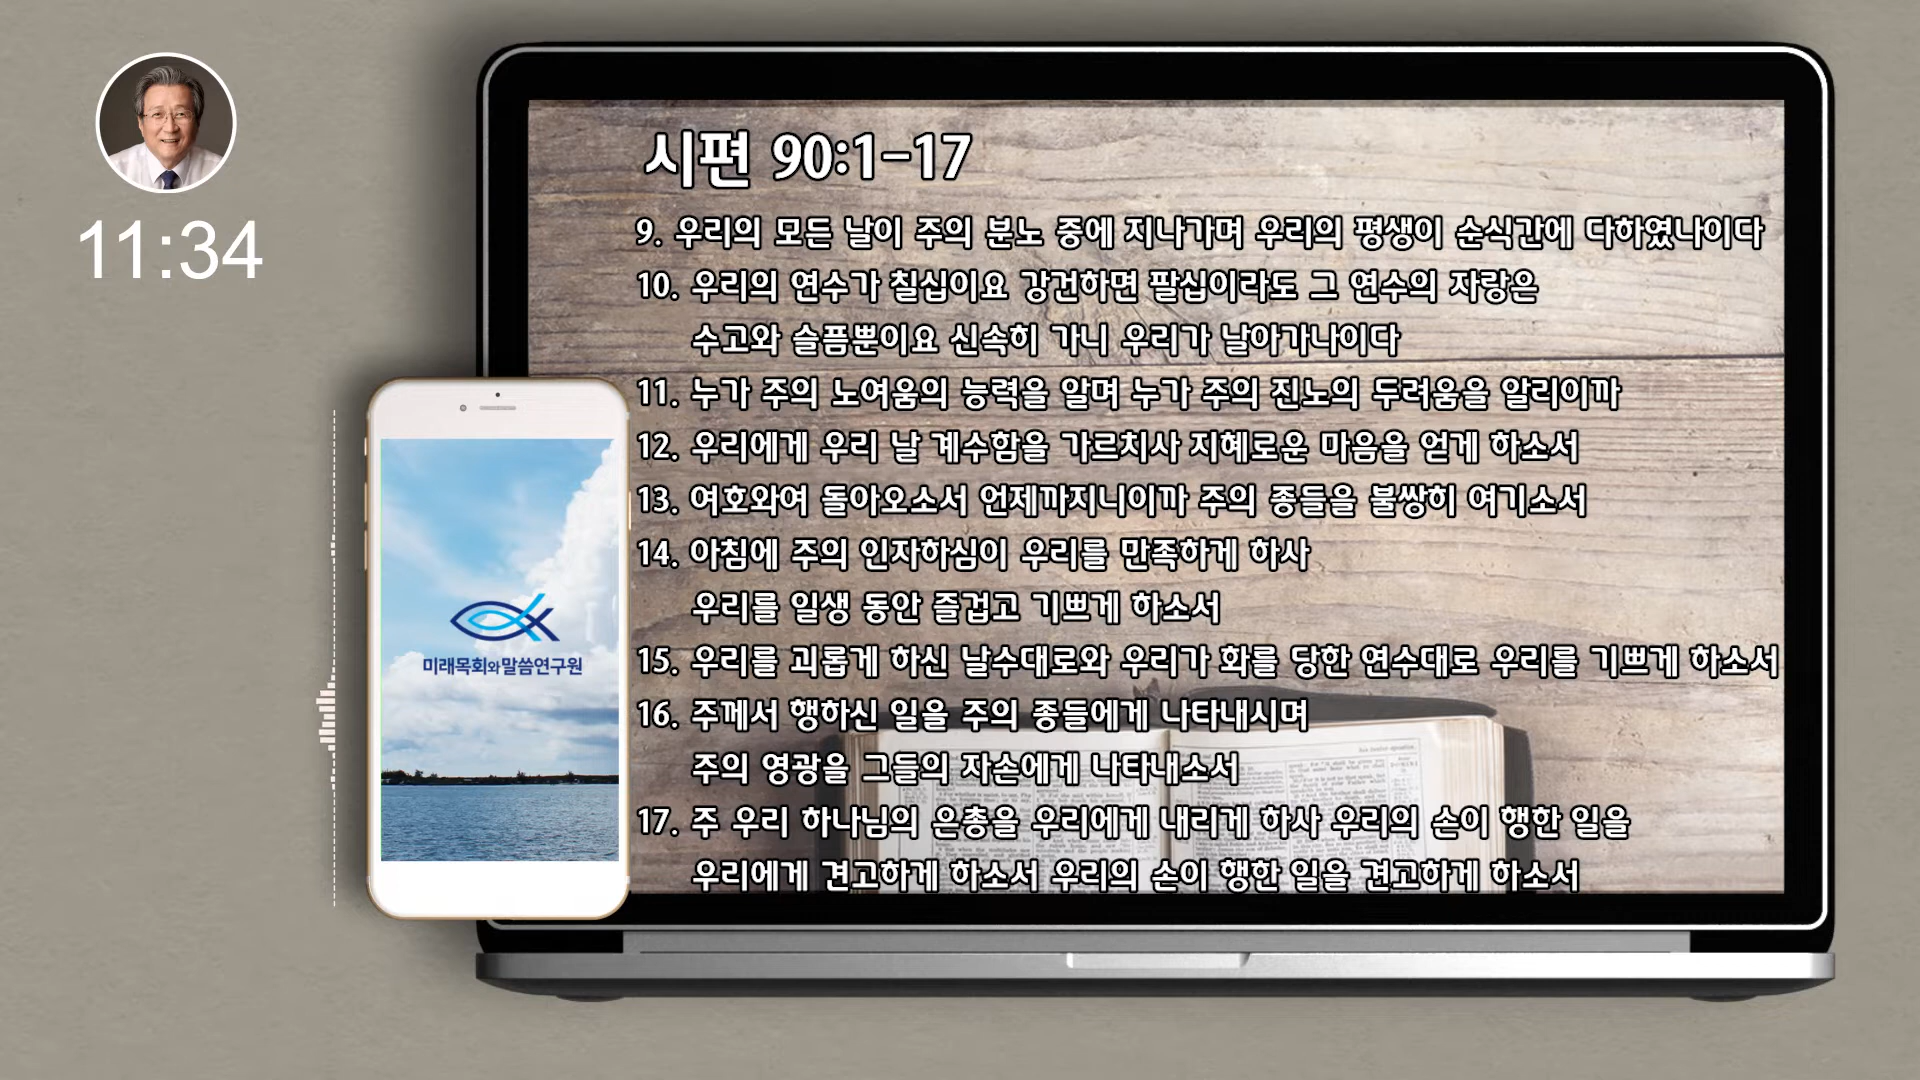 11:34
시편 90:1-17
9. 우리의 모든 날이 주의 분노 중에 지나가며 우리의 평생이 순식간에 다하였나이다
10. 우리의 연수가 칠십이요 강건하면 팔십이라도 그 연수의 자랑은
수고와 슬픔뿐이요 신속히 가니 우리가 날아가나이다
11. 누가 주의 노여움의 능력을 알며 누가 주의 진노의 두려움을 알리이까
12. 우리에게 우리 날 계수함을 가르치사 지혜로운 마음을 얻게 하소서
13. 여호와여 돌아오소서 언제까지니이까 주의 종들을 불쌍히 여기소서
14. 아침에 주의 인자하심이 우리를 만족하게 하사
우리를 일생 동안 즐겁고 기쁘게 하소서
15. 우리를 괴롭게 하신 날수대로와 우리가 화를 당한 연수대로 우리를 기쁘게 하소서
16. 주께서 행하신 일을 주의 종들에게 나타내시며
주의 영광을 그들의 자손에게 나타내소서
17. 주 우리 하나님의 은총을 우리에게 내리게 하사 우리의 손이 행한 일을
우리에게 견고하게 하소서 우리의 손이 행한 일을 견고하게 하소서
미래목회와말씀연구원